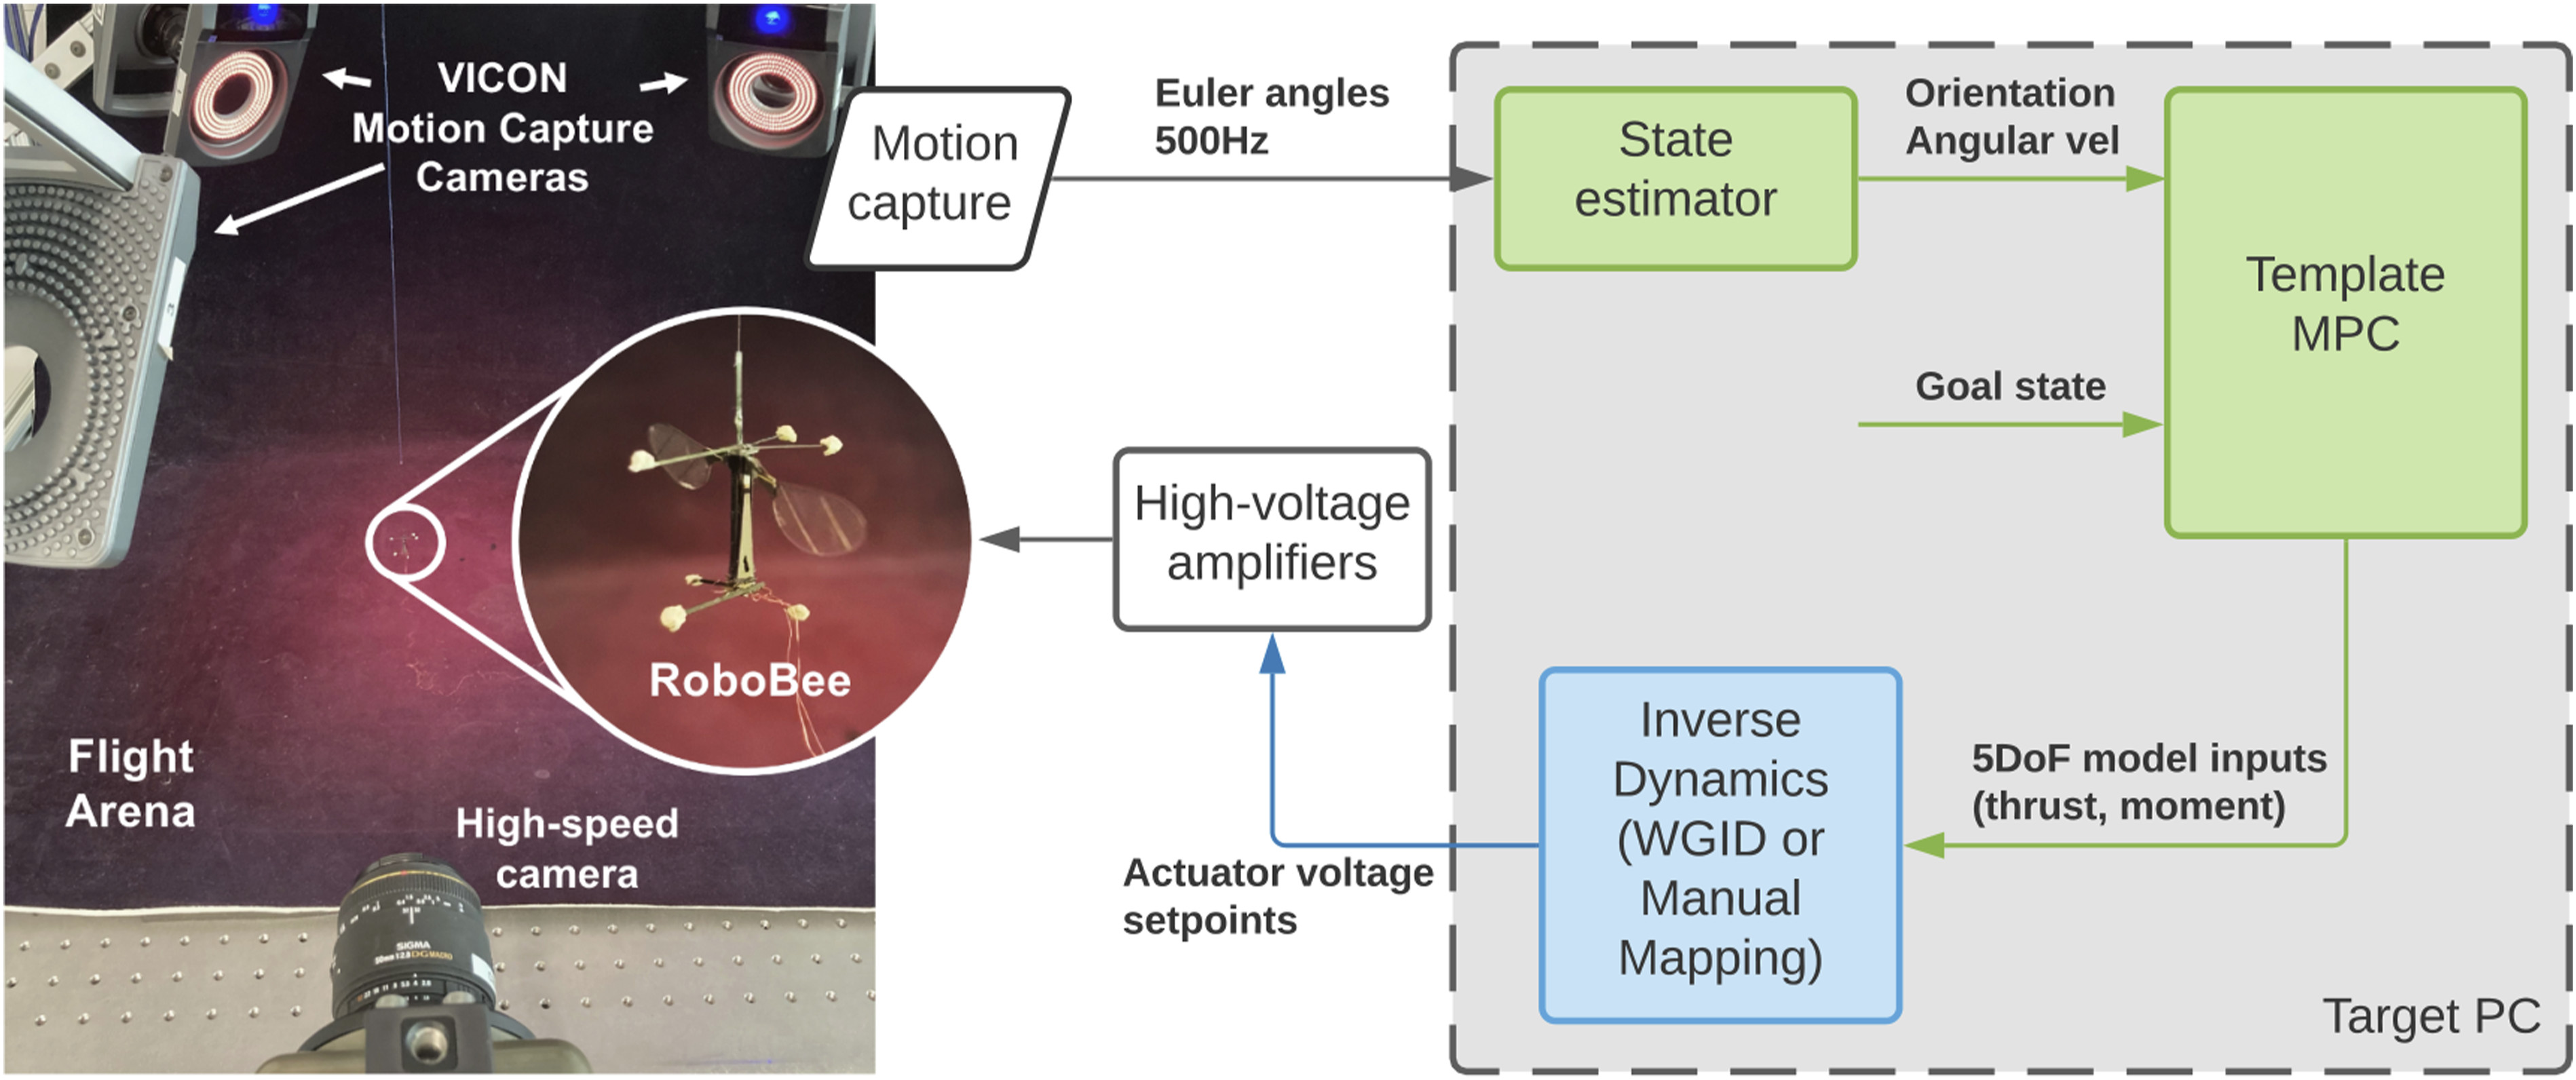 VICON
Motion Capture
Cameras
Motion
capture
Euler angles
500Hz
State
estimator
Orientation
Angular vel
Template
MPC
Goal state
High-voltage
amplifiers
RoboBee
Inverse
Dynamics
(WGID or
Manual
Mapping)
5DoF model inputs
(thrust, moment)
Actuator voltage
setpoints
Flight
Arena
High-speed
camera
SIGMA
Target PC